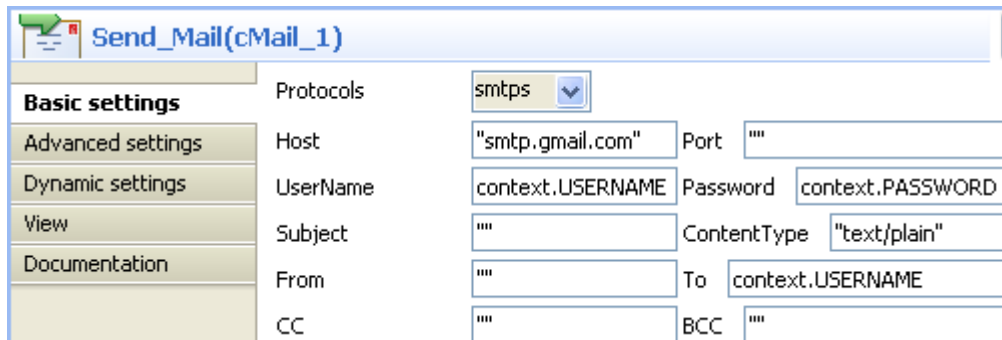 Send_Mail(cMail_1)
Basic settings
Advanced settings
Dynamic settings
View
Documentation
Protocols smtps
Host "smtp.gmail.com" Port ""
UserName context.USERNAME Password context.PASSWORD
Subject "" ContentType "text/plain"
From "" To context.USERNAME
CC "" BCC ""